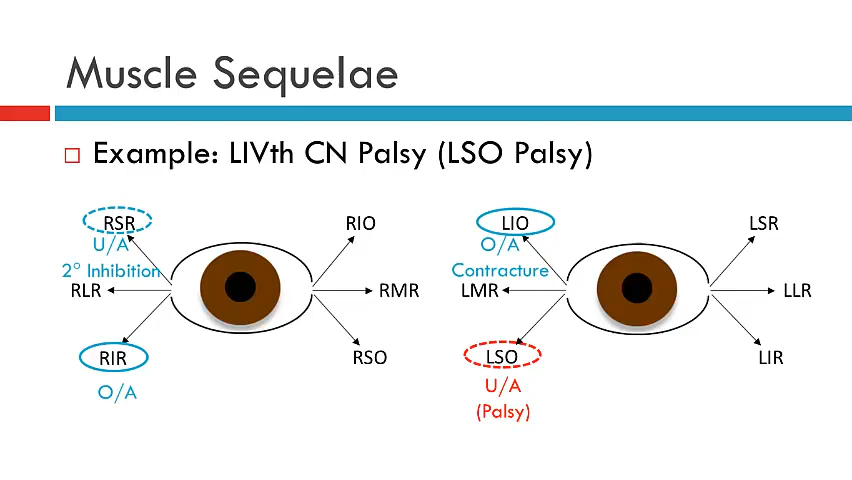 Muscle Sequelae
Example: LIVth CN Palsy (LSO Palsy)
RSR
U/A
2° Inhibition
RLR
RIR
O/A
RIO
RMR
RSO
LIO
O/A
Contracture
LMR
LSO
U/A
(Palsy)
LSR
LLR
LIR